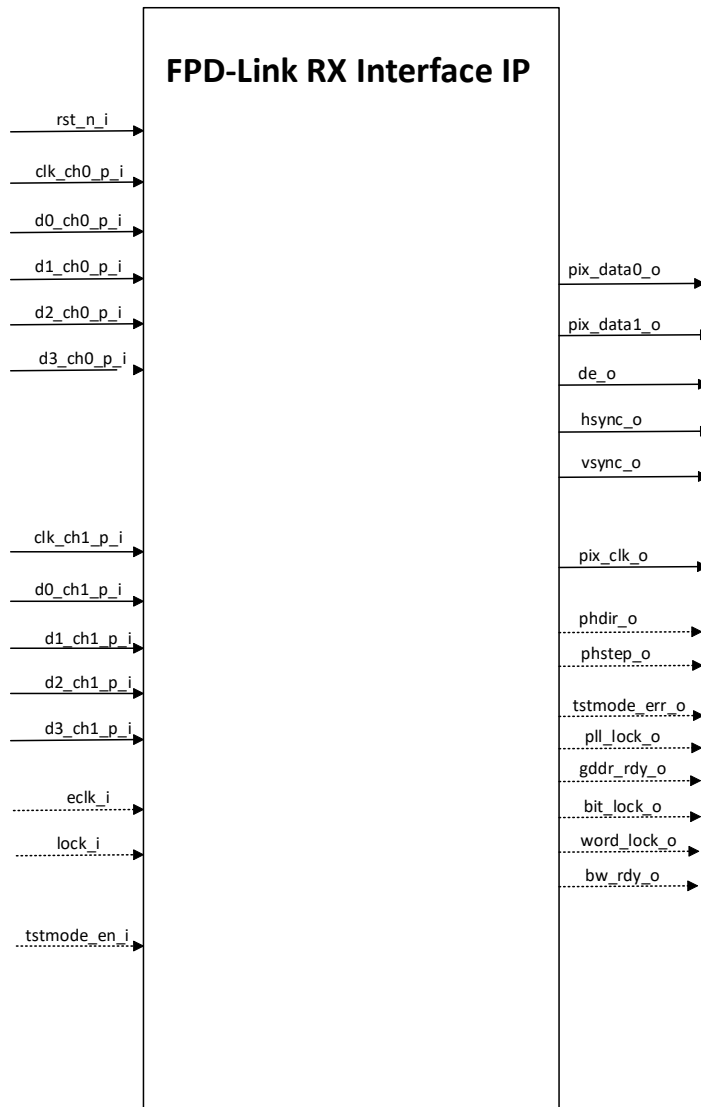 FPD-Link RX Interface IP
rst_n_i
clk_ch0_p_i
d0_ch0_p_i
d1_ch0_p_i
d2_ch0_p_i
d3_ch0_p_i
clk_ch1_p_i
d0_ch1_p_i
d1_ch1_p_i
d2_ch1_p_i
d3_ch1_p_i
eclk_i
lock_i
tstmode_en_i
pix_data0_o
pix_data1_o
de_o
hsync_o
vsync_o
pix_clk_o
phdir_o
phstep_o
tstmode_err_o
pll_lock_o
gddr_rdy_o
bit_lock_o
word_lock_o
bw_rdy_o